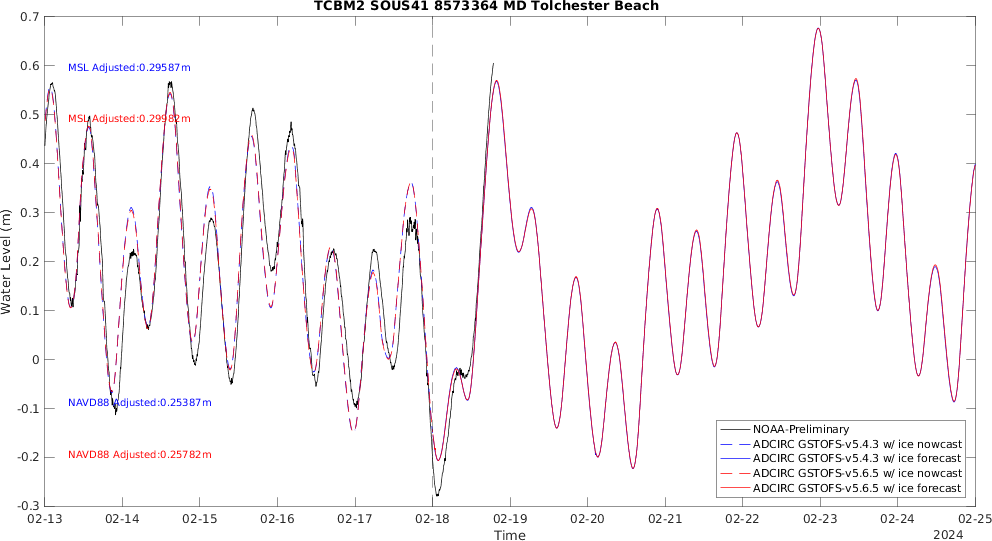 TCBM2 SOUS41 8573364 MD Tolchester Beach
Water Level (m)
0.7
0.6
0.5
0.4
0.3
0.2
0.1
0
-0.1
-0.2
-0.3
MSL Adjusted:0.29587m
MSL Adjusted:0.29982m
NAVD88 Adjusted:0.25387m
NAVD88 Adjusted:0.25782m
NOAA-Preliminary
ADCIRC GSTOFS-v5.4.3 w/ ice nowcast
ADCIRC GSTOFS-v5.4.3 w/ ice forecast
ADCIRC GSTOFS-v5.6.5 w/ ice nowcast
ADCIRC GSTOFS-v5.6.5 w/ ice forecast
02-13 02-14 02-15 02-16 02-17 02-18 02-19 02-20 02-21 02-22 02-23 02-24 02-25
Time
2024